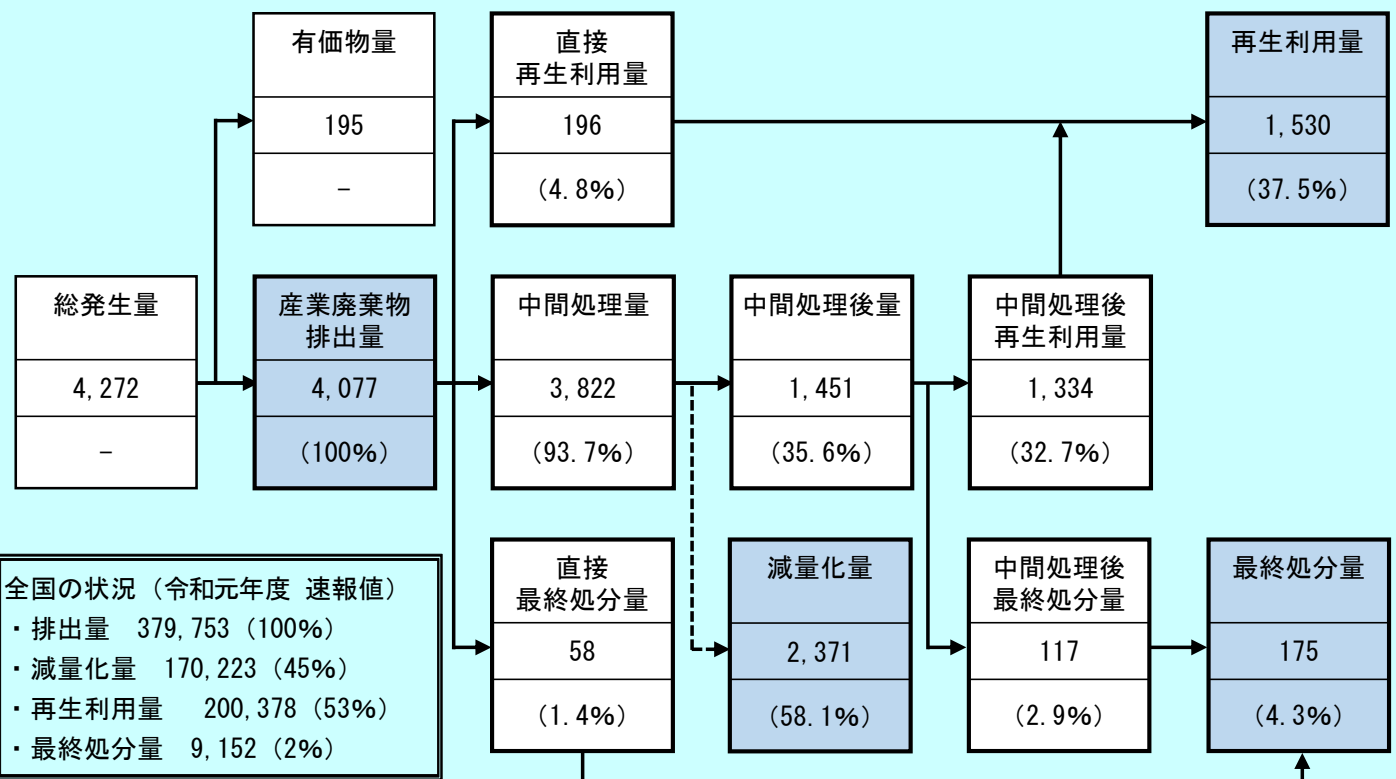 有価物量
195
－
直接
再生利用量
196
（4.8%）
再生利用量
1,530
（37.5%）
総発生量
4,272
－
産業廃棄物
排出量
4,077
（100%）
中間処理量
3,822
（93.7%）
中間処理後量
1,451
（35.6%）
中間処理後
再生利用量
1,334
（32.7%）
直接
最終処分量
58
（1.4%）
減量化量
2,371
（58.1%）
中間処理後
最終処分量
117
（2.9%）
最終処分量
175
（4.3%）
全国の状況（令和元年度 速報値）
・排出量　379,753（100%）
・減量化量　170,223（45%）
・再生利用量　200,378（53%）
・最終処分量　9,152（2%）